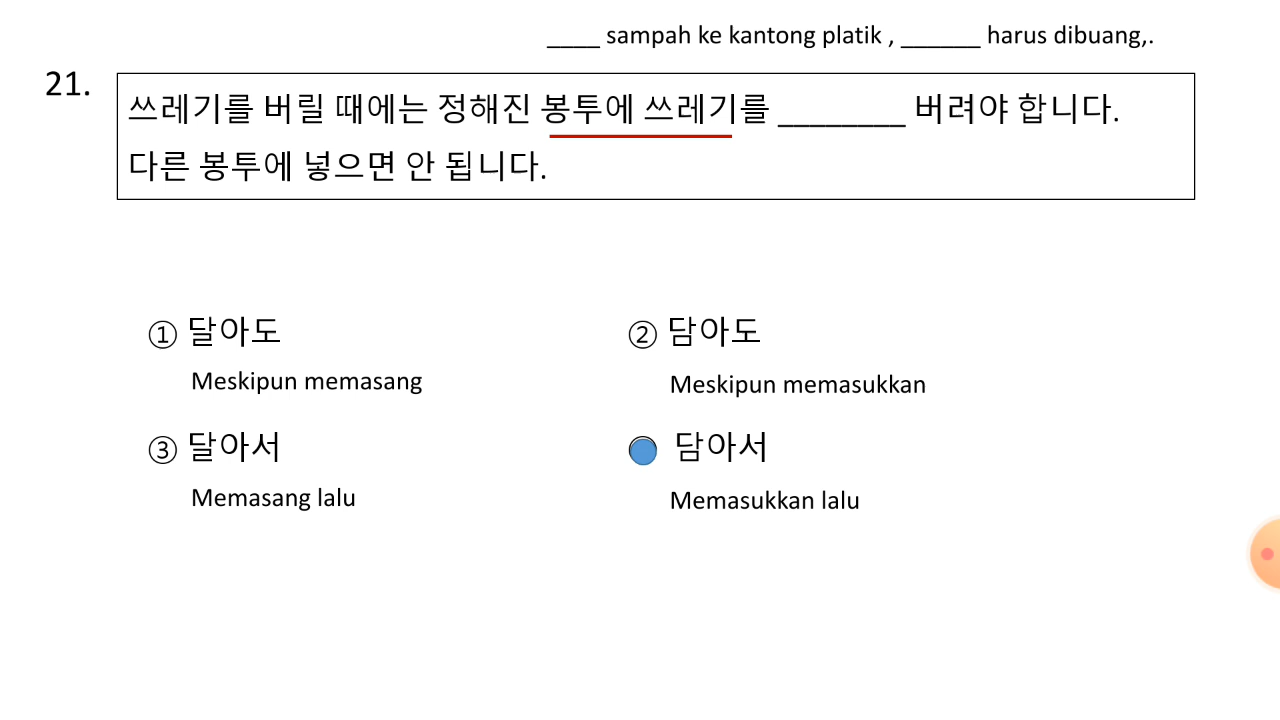 ____ sampah ke kantong platik , ______ harus dibuang,.
21.
쓰레기를 버릴 때에는 정해진 봉투에 쓰레기를 ________ 버려야 합니다.
다른 봉투에 넣으면 안 됩니다.
① 달아도
② 담아도
Meskipun memasang
Meskipun memasukkan
③ 달아서
담아서
Memasang lalu
Memasukkan lalu